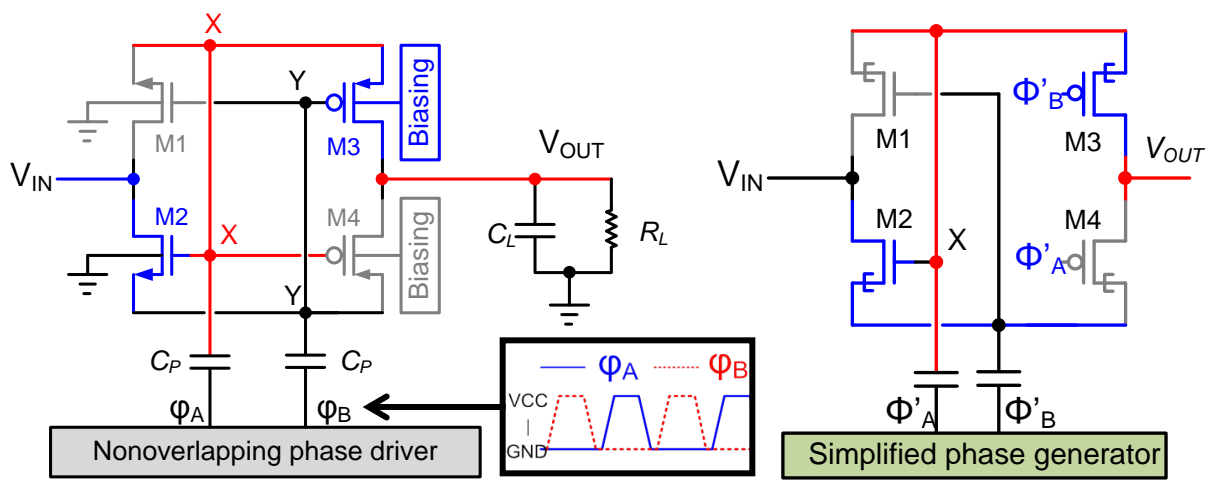 X
Y
M1
M3
Biasing
V_IN
V_OUT
M2
X
M4
Biasing
C_L
R_L
Y
C_P
C_P
φ_A
φ_B
Nonoverlapping phase driver
φ_A
φ_B
VCC
GND
Φ'_B
M1
M3
V_IN
V_OUT
M2
X
M4
Φ'_A
Φ'_A
Φ'_B
Simplified phase generator